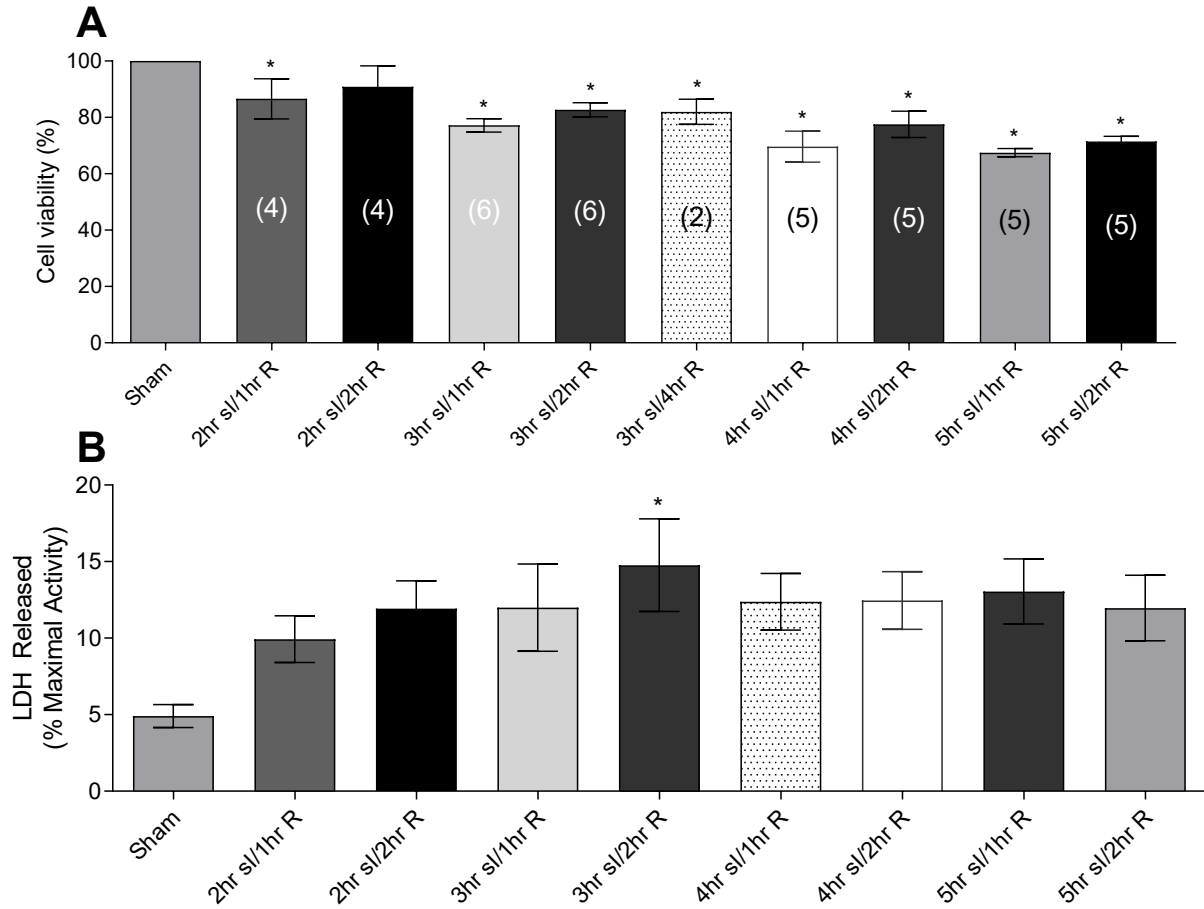 A
Cell viability (%)
100
80
60
40
20
0
*
*
*
*
*
*
*
*
(4)
(4)
(6)
(6)
(2)
(5)
(5)
(5)
(5)
Sham
2hr sI/1hr R
2hr sI/2hr R
3hr sI/1hr R
3hr sI/2hr R
3hr sI/4hr R
4hr sI/1hr R
4hr sI/2hr R
5hr sI/1hr R
5hr sI/2hr R
B
LDH Released
(% Maximal Activity)
20
15
10
5
0
*
Sham
2hr sI/1hr R
2hr sI/2hr R
3hr sI/1hr R
3hr sI/2hr R
4hr sI/1hr R
4hr sI/2hr R
5hr sI/1hr R
5hr sI/2hr R